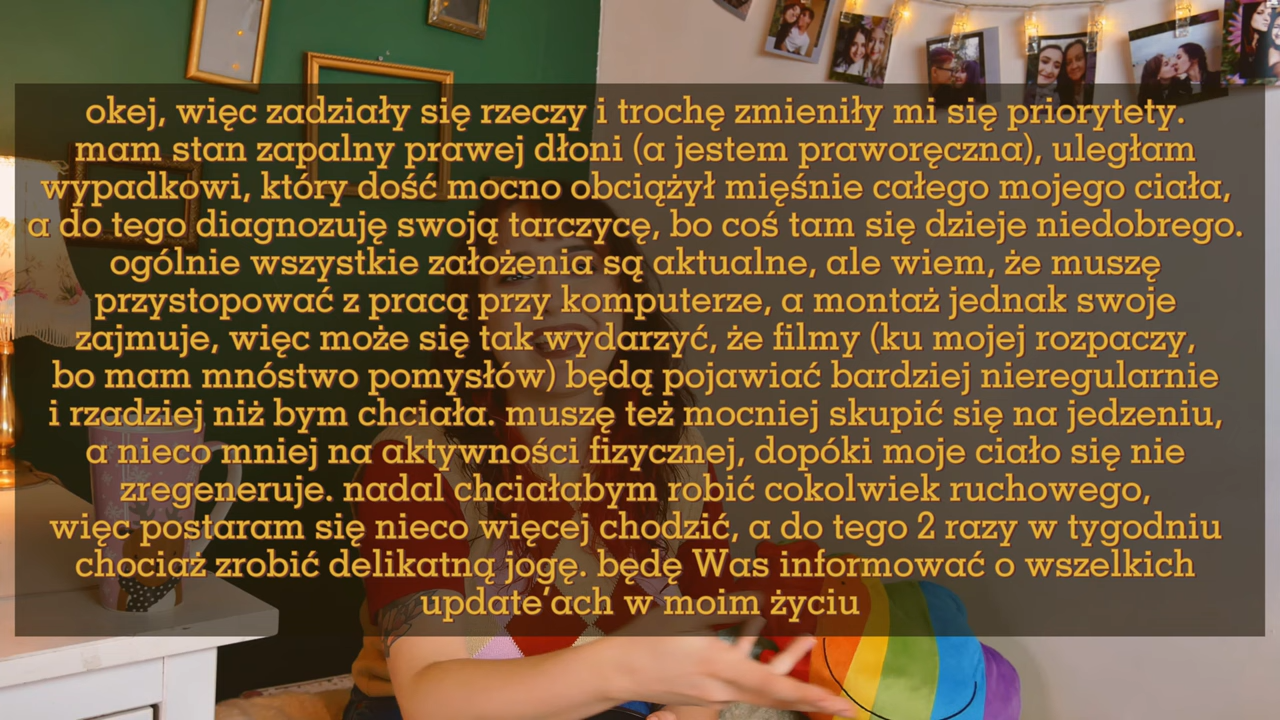 okej, więc zadziały się rzeczy i trochę zmieniły mi się priorytety.
mam stan zapalny prawej dłoni (a jestem praworęczna), uległam
wypadkowi, który dość mocno obciążył mięśnie całego mojego ciała,
a do tego diagnozuję swoją tarczycę, bo coś tam się dzieje niedobrego.
ogólnie wszystkie założenia są aktualne, ale wiem, że muszę
przystopować z pracą przy komputerze, a montaż jednak swoje
zajmuje, więc może się tak wydarzyć, że filmy (ku mojej rozpaczy,
bo mam mnóstwo pomysłów) będą pojawiać bardziej nieregularnie
i rzadziej niż bym chciała. muszę też mocniej skupić się na jedzeniu,
a nieco mniej na aktywności fizycznej, dopóki moje ciało się nie
zregeneruje. nadal chciałabym robić cokolwiek ruchowego,
więc postaram się nieco więcej chodzić, a do tego 2 razy w tygodniu
chociaż zrobić delikatną jogę. będę Was informować o wszelkich
update'ach w moim życiu